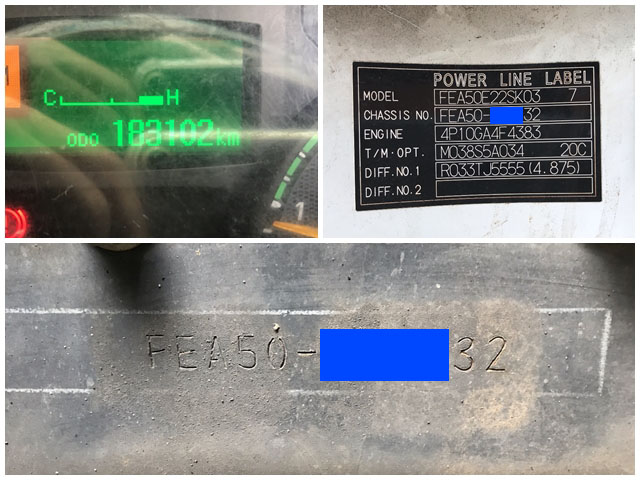 C H
ODO 183102km
1
POWER LINE LABEL
MODEL FEA50E22SK03 7
CHASSIS NO. FEA50- 32
ENGINE 4P10GA4F4383
T/M·OPT. M038S5A034 20C
DIFF.NO.1 R033TJ5555(4.875)
DIFF.NO.2
FEA50- 32